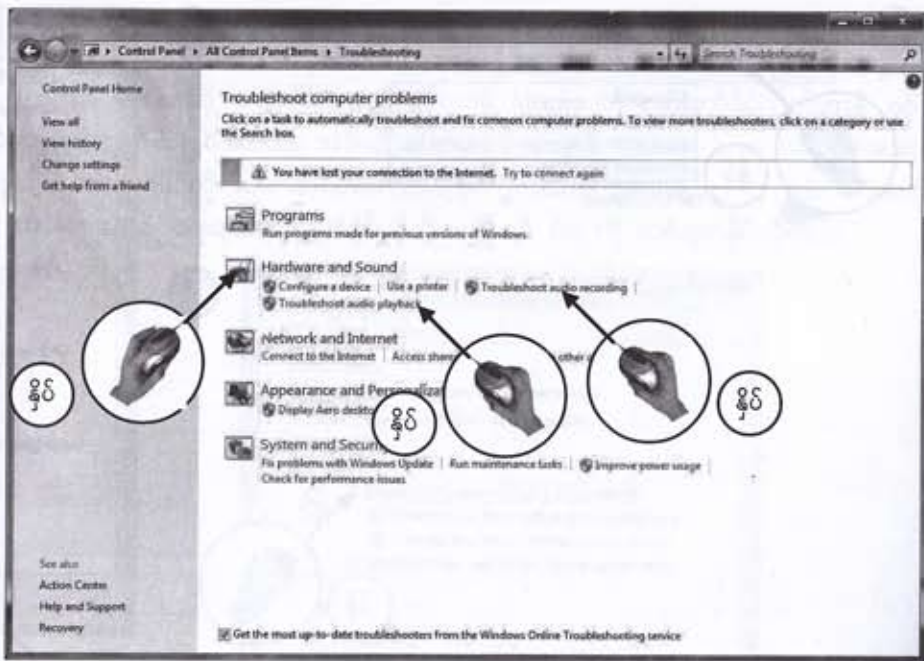 Control Panel ▸ All Control Panel Items ▸ Troubleshooting
Search Troubleshooting
Control Panel Home
View all
View history
Change settings
Get help from a friend
See also
Action Center
Help and Support
Recovery
Troubleshoot computer problems
Click on a task to automatically troubleshoot and fix common computer problems. To view more troubleshooters, click on a category or use
the Search box.
You have lost your connection to the Internet. Try to connect again
Programs
Run programs made for previous versions of Windows
Hardware and Sound
Configure a device | Use a printer | Troubleshoot audio recording |
Troubleshoot audio playback
Network and Internet
Connect to the Internet | Access other
နှိပ်
Appearance and
Display Aero
နှိပ်
နှိပ်
System and
Fix problems with Windows Update | Run maintenance tasks | Improve power usage |
Check for performance issues
Get the most up-to-date troubleshooters from the Windows Online Troubleshooting service